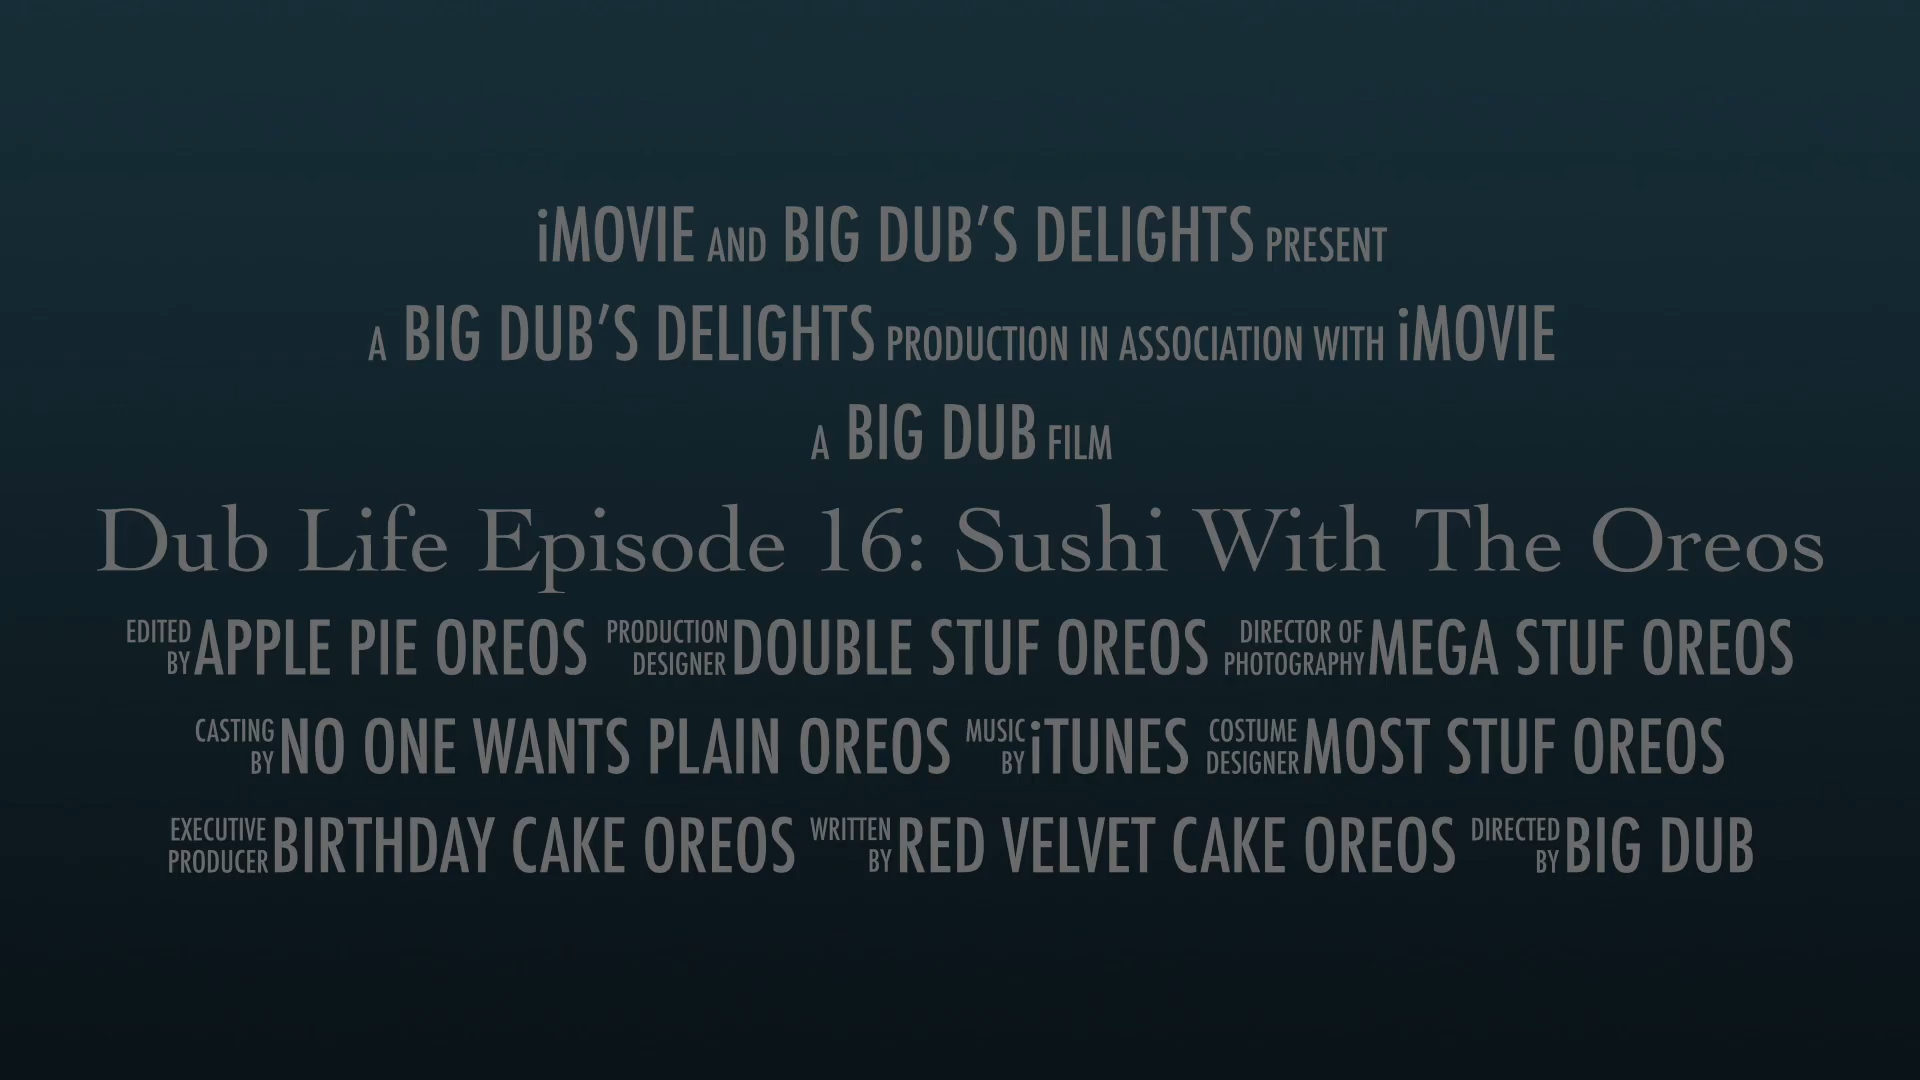 iMOVIE AND BIG DUB’S DELIGHTS PRESENT
A BIG DUB’S DELIGHTS PRODUCTION IN ASSOCIATION WITH iMOVIE
A BIG DUB FILM
Dub Life Episode 16: Sushi With The Oreos
EDITED BY APPLE PIE OREOS PRODUCTION DESIGNER DOUBLE STUF OREOS DIRECTOR OF PHOTOGRAPHY MEGA STUF OREOS
CASTING BY NO ONE WANTS PLAIN OREOS MUSIC BY iTUNES COSTUME DESIGNER MOST STUF OREOS
EXECUTIVE PRODUCER BIRTHDAY CAKE OREOS WRITTEN BY RED VELVET CAKE OREOS DIRECTED BY BIG DUB